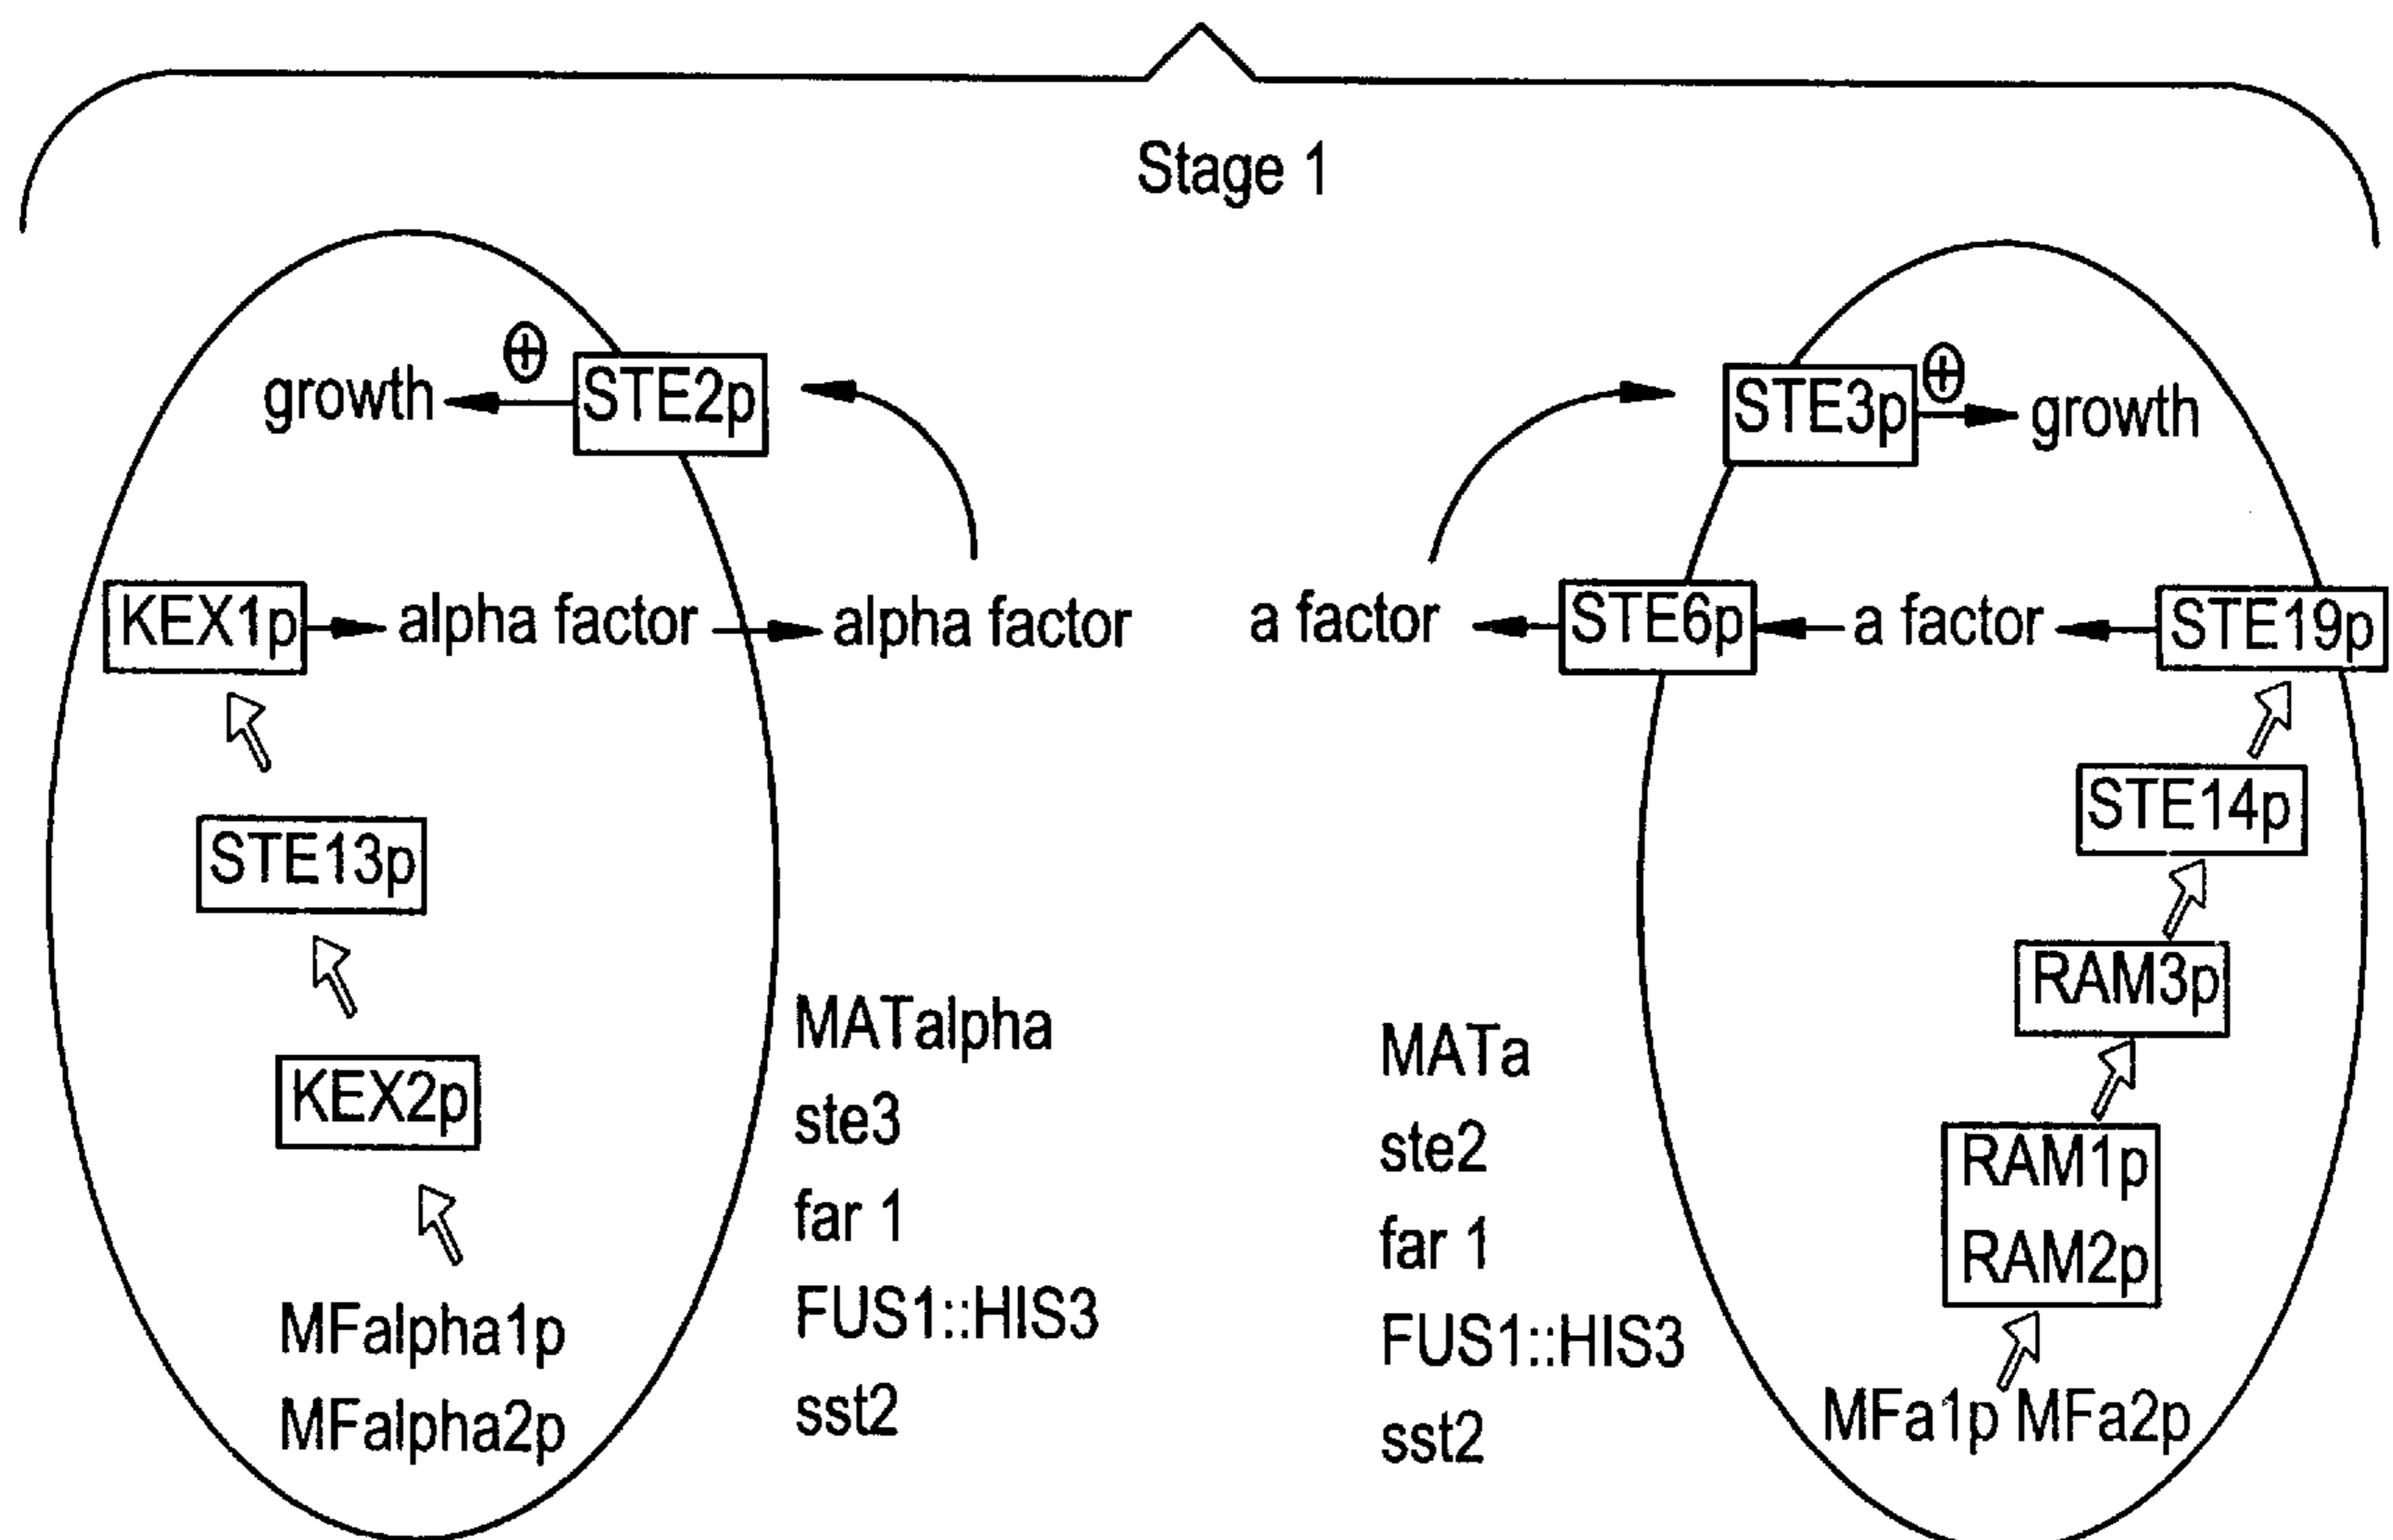 Stage 1
growth
STE2p
KEX1p
alpha factor
alpha factor
STE13p
KEX2p
MFalpha1p
MFalpha2p
MATalpha
ste3
far 1
FUS1::HIS3
sst2
STE3p
growth
a factor
STE6p
a factor
STE19p
STE14p
RAM3p
RAM1p
RAM2p
MFa1p MFa2p
MATa
ste2
far 1
FUS1::HIS3
sst2